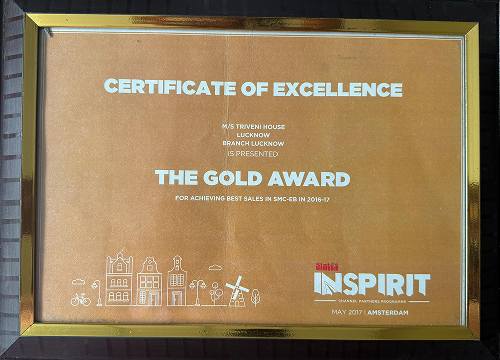 CERTIFICATE OF EXCELLENCE
M/S TRIVENI HOUSE
LUCKNOW
BRANCH LUCKNOW
IS PRESENTED
THE GOLD AWARD
FOR ACHIEVING BEST SALES IN SMC-EB IN 2016-17
INSPIRIT
CHANNEL PARTNERS PROGRAMME
MAY 2017 | AMSTERDAM